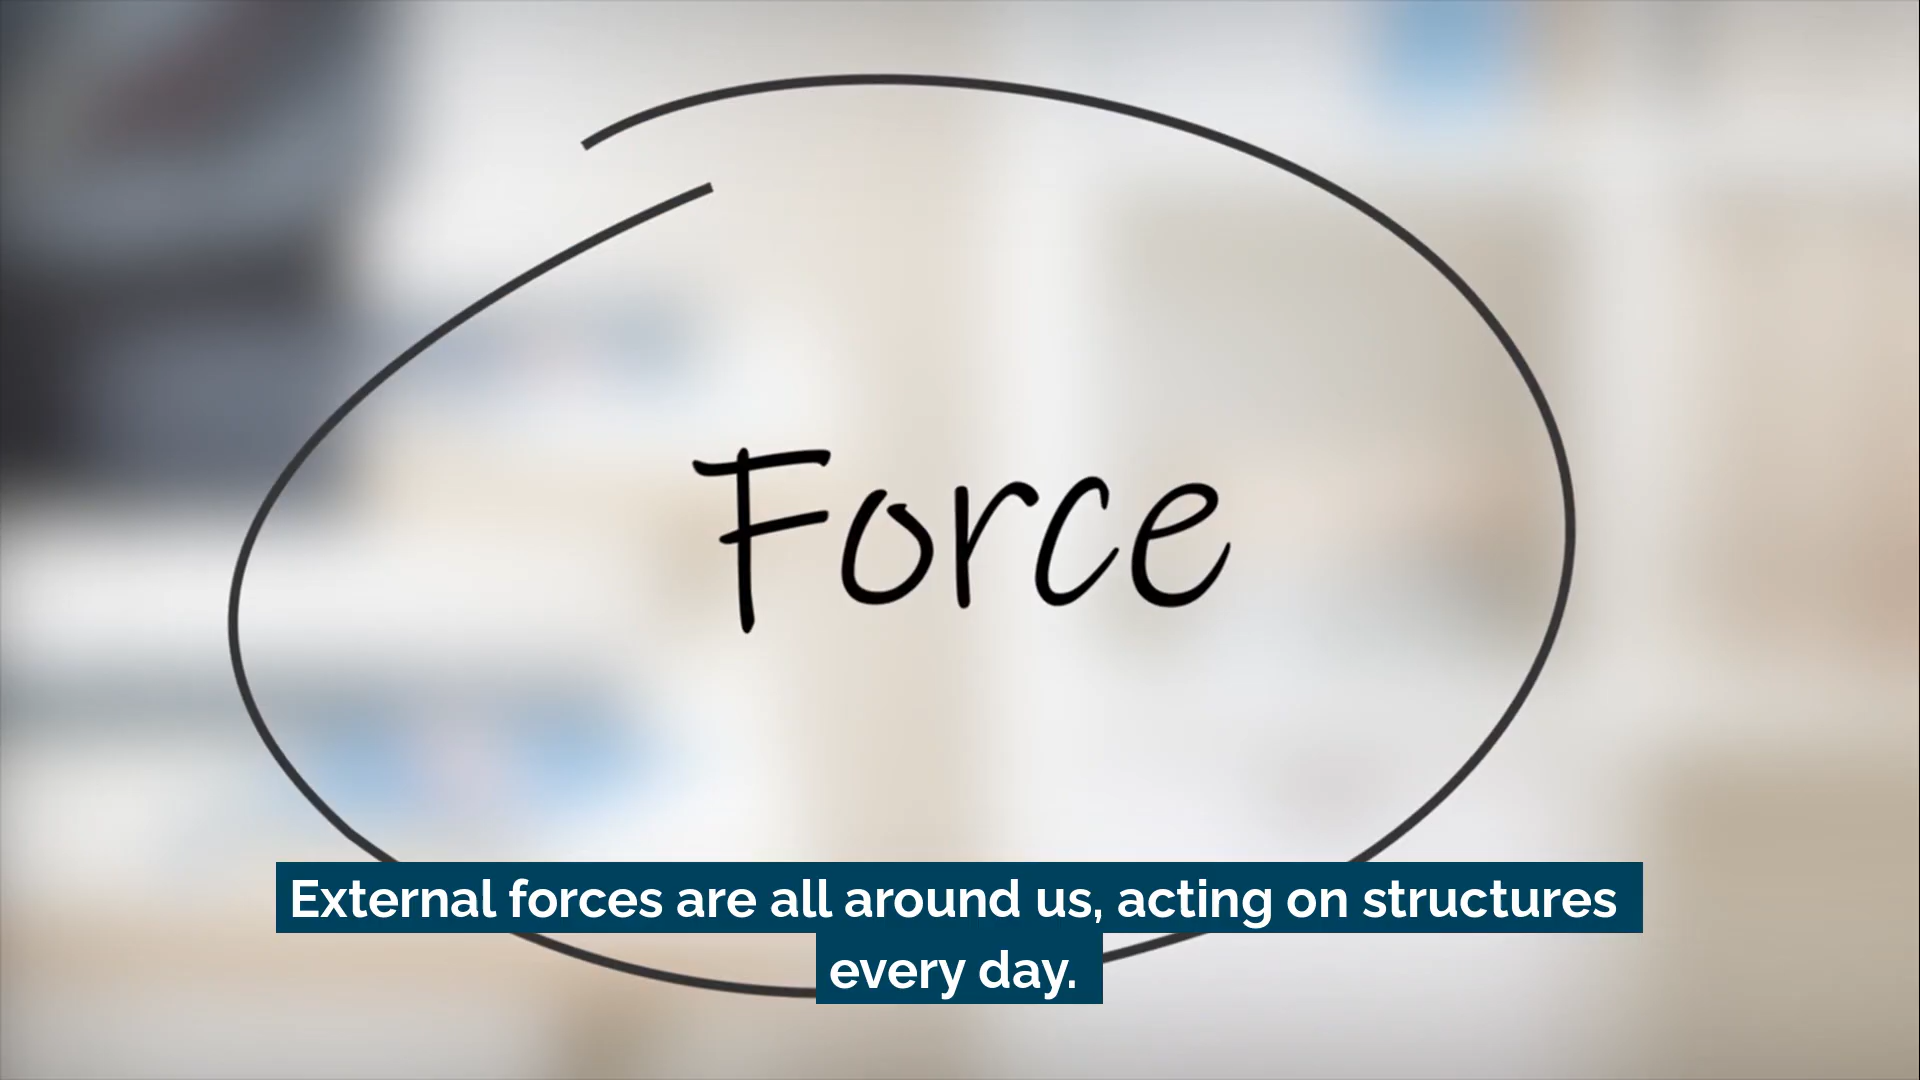 Force
External forces are all around us, acting on structures
every day.